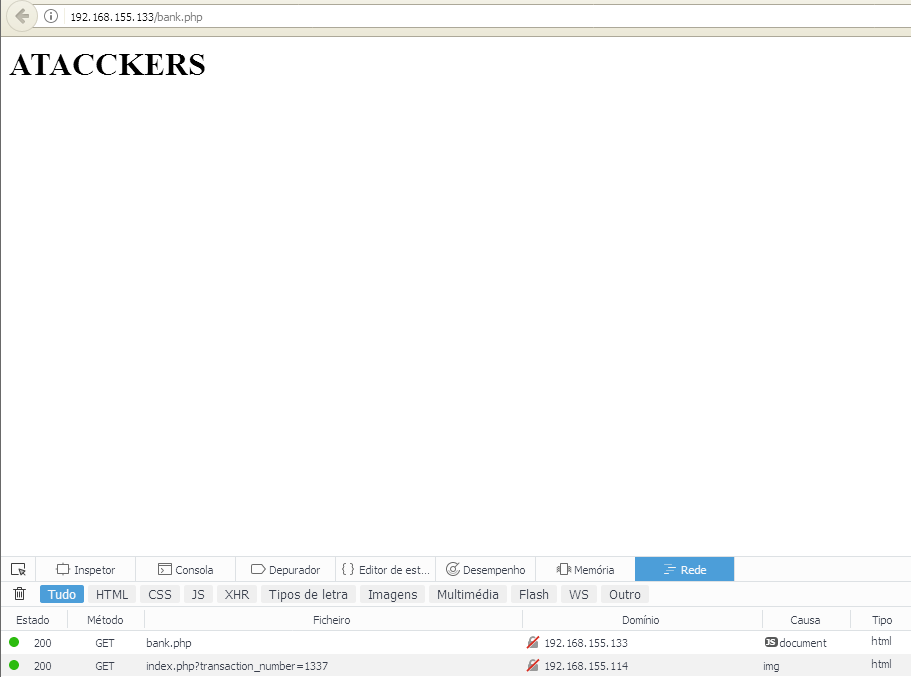 192.168.155.133/bank.php
ATACCKERS
Inspetor Consola Depurador { } Editor de est... Desempenho Memória Rede
Tudo HTML CSS JS XHR Tipos de letra Imagens Multimédia Flash WS Outro
Estado Método Ficheiro Domínio Causa Tipo
200 GET bank.php 192.168.155.133 JS document html
200 GET index.php?transaction_number=1337 192.168.155.114 img html